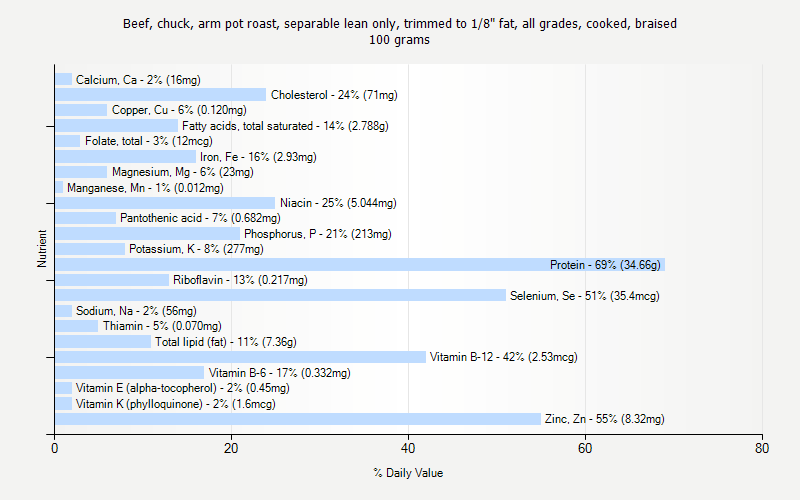 Beef, chuck, arm pot roast, separable lean only, trimmed to 1/8" fat, all grades, cooked, braised
100 grams
Calcium, Ca - 2% (16mg)
Cholesterol - 24% (71mg)
Copper, Cu - 6% (0.120mg)
Fatty acids, total saturated - 14% (2.788g)
Folate, total - 3% (12mcg)
Iron, Fe - 16% (2.93mg)
Magnesium, Mg - 6% (23mg)
Manganese, Mn - 1% (0.012mg)
Niacin - 25% (5.044mg)
Pantothenic acid - 7% (0.682mg)
Phosphorus, P - 21% (213mg)
Potassium, K - 8% (277mg)
Protein - 69% (34.66g)
Riboflavin - 13% (0.217mg)
Selenium, Se - 51% (35.4mcg)
Sodium, Na - 2% (56mg)
Thiamin - 5% (0.070mg)
Total lipid (fat) - 11% (7.36g)
Vitamin B-12 - 42% (2.53mcg)
Vitamin B-6 - 17% (0.332mg)
Vitamin E (alpha-tocopherol) - 2% (0.45mg)
Vitamin K (phylloquinone) - 2% (1.6mcg)
Zinc, Zn - 55% (8.32mg)
Nutrient
0 20 40 60 80
% Daily Value